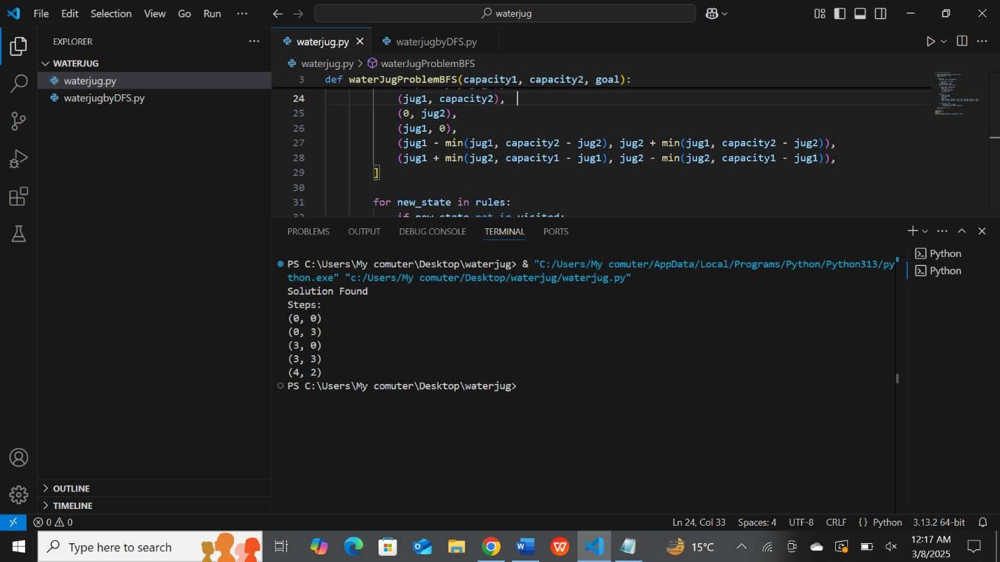 File Edit Selection View Go Run ···
waterjug
EXPLORER
WATERJUG
waterjug.py
waterjugbyDFS.py
OUTLINE
TIMELINE
waterjug.py
waterjugbyDFS.py
waterjug.py > waterJugProblemBFS
3 def waterJugProblemBFS(capacity1, capacity2, goal):
24 (jug1, capacity2),
25 (0, jug2),
26 (jug1, 0),
27 (jug1 - min(jug1, capacity2 - jug2), jug2 + min(jug1, capacity2 - jug2)),
28 (jug1 + min(jug2, capacity1 - jug1), jug2 - min(jug2, capacity1 - jug1)),
29 ]
30
31 for new_state in rules:
32 if new_state not in visited:
PROBLEMS OUTPUT DEBUG CONSOLE TERMINAL PORTS
PS C:\Users\My comuter\Desktop\waterjug> & "C:/Users/My comuter/AppData/Local/Programs/Python/Python313/py
thon.exe" "c:/Users/My comuter/Desktop/waterjug/waterjug.py"
Solution Found
Steps:
(0, 0)
(0, 3)
(3, 0)
(3, 3)
(4, 2)
PS C:\Users\My comuter\Desktop\waterjug>
Python
Python
0 0
Ln 24, Col 33 Spaces: 4 UTF-8 CRLF {} Python 3.13.2 64-bit
Type here to search
15°C
12:17 AM
3/8/2025